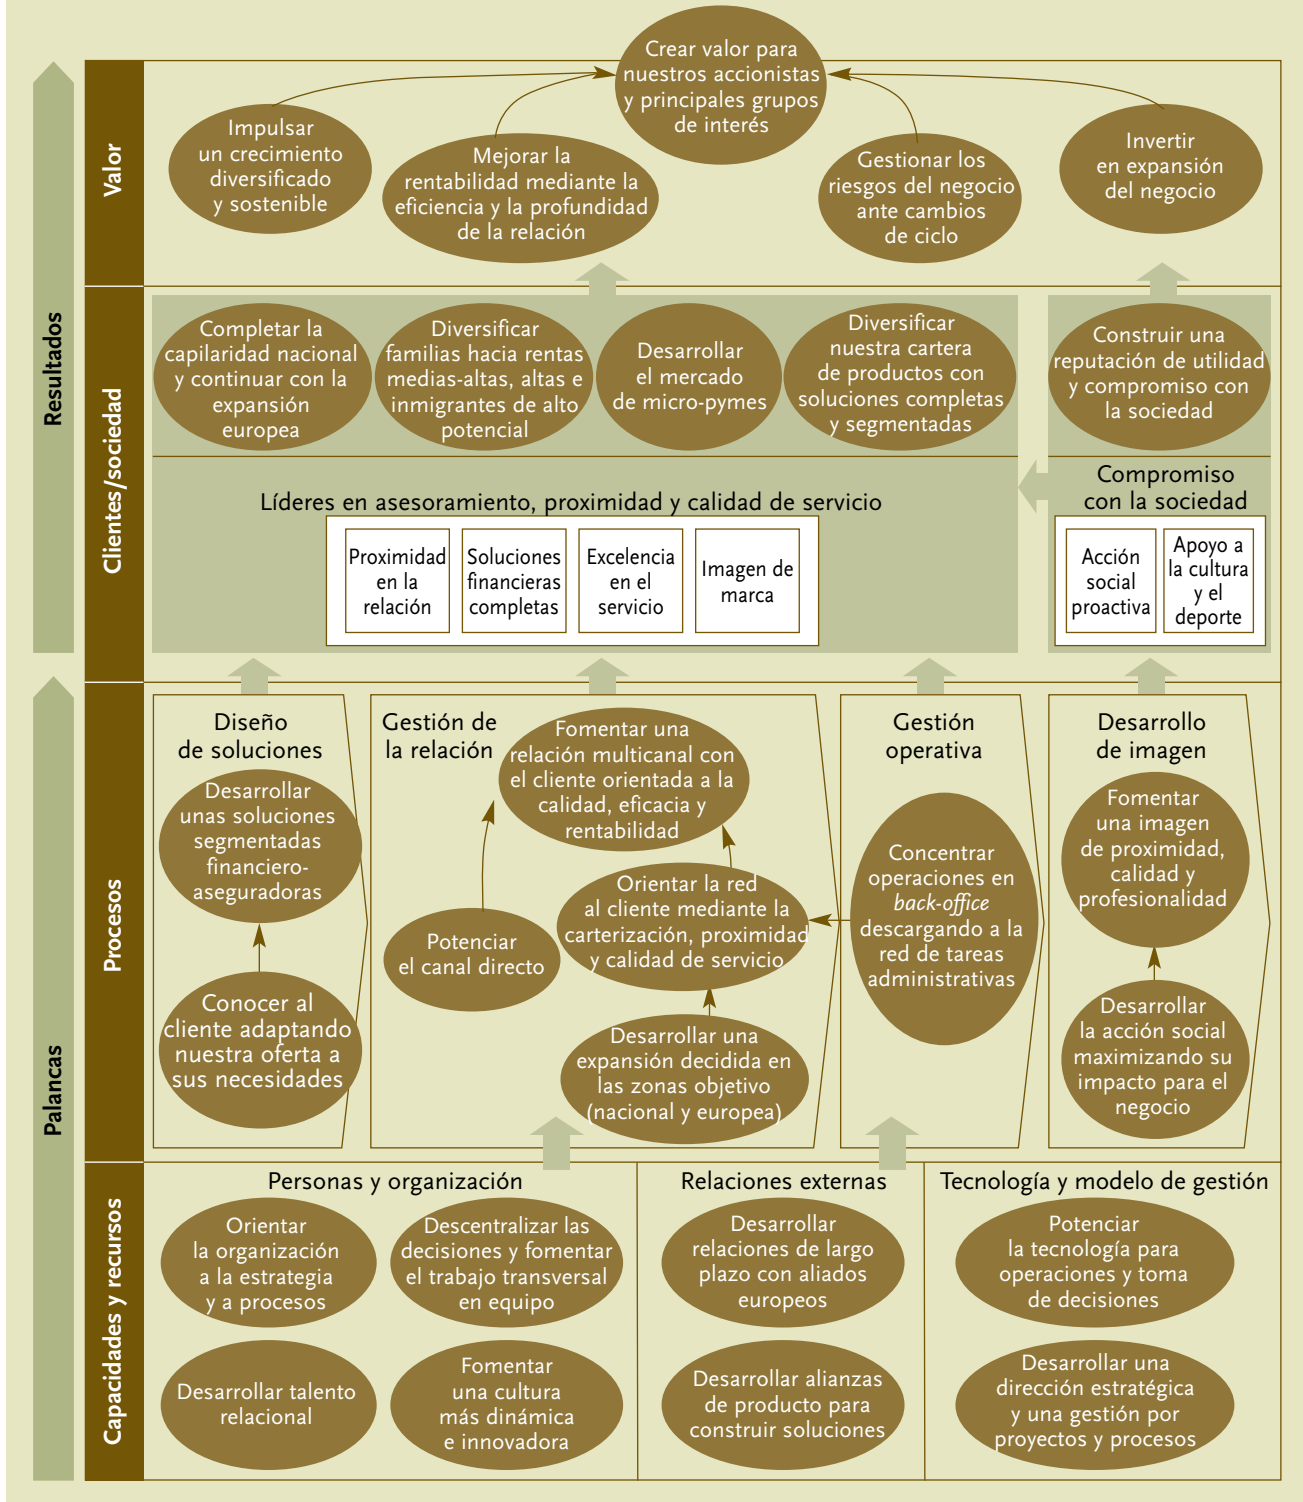 Resultados
Palancas
Valor
Crear valor para
nuestros accionistas
y principales grupos
de interés
Impulsar
un crecimiento
diversificado
y sostenible
Mejorar la
rentabilidad mediante la
eficiencia y la profundidad
de la relación
Gestionar los
riesgos del negocio
ante cambios
de ciclo
Invertir
en expansión
del negocio
Clientes/sociedad
Completar la
capilaridad nacional
y continuar con la
expansión
europea
Diversificar
familias hacia rentas
medias-altas, altas e
inmigrantes de alto
potencial
Desarrollar
el mercado
de micro-pymes
Diversificar
nuestra cartera
de productos con
soluciones completas
y segmentadas
Construir una
reputación de utilidad
y compromiso con
la sociedad
Líderes en asesoramiento, proximidad y calidad de servicio
Proximidad
en la
relación
Soluciones
financieras
completas
Excelencia
en el
servicio
Imagen de
marca
Compromiso
con la sociedad
Acción
social
proactiva
Apoyo a
la cultura
y el
deporte
Procesos
Diseño
de soluciones
Desarrollar
unas soluciones
segmentadas
financiero-
aseguradoras
Conocer al
cliente adaptando
nuestra oferta a
sus necesidades
Gestión de
la relación
Fomentar una
relación multicanal con
el cliente orientada a la
calidad, eficacia y
rentabilidad
Potenciar
el canal directo
Orientar la red
al cliente mediante la
carterización, proximidad
y calidad de servicio
Desarrollar una
expansión decidida en
las zonas objetivo
(nacional y europea)
Gestión
operativa
Concentrar
operaciones en
back-office
descargando a la
red de tareas
administrativas
Desarrollo
de imagen
Fomentar
una imagen
de proximidad,
calidad y
profesionalidad
Desarrollar
la acción social
maximizando su
impacto para el
negocio
Capacidades y recursos
Personas y organización
Orientar
la organización
a la estrategia
y a procesos
Descentralizar las
decisiones y fomentar
el trabajo transversal
en equipo
Desarrollar talento
relacional
Fomentar
una cultura
más dinámica
e innovadora
Relaciones externas
Desarrollar
relaciones de largo
plazo con aliados
europeos
Desarrollar alianzas
de producto para
construir soluciones
Tecnología y modelo de gestión
Potenciar
la tecnología para
operaciones y toma
de decisiones
Desarrollar una
dirección estratégica
y una gestión por
proyectos y procesos